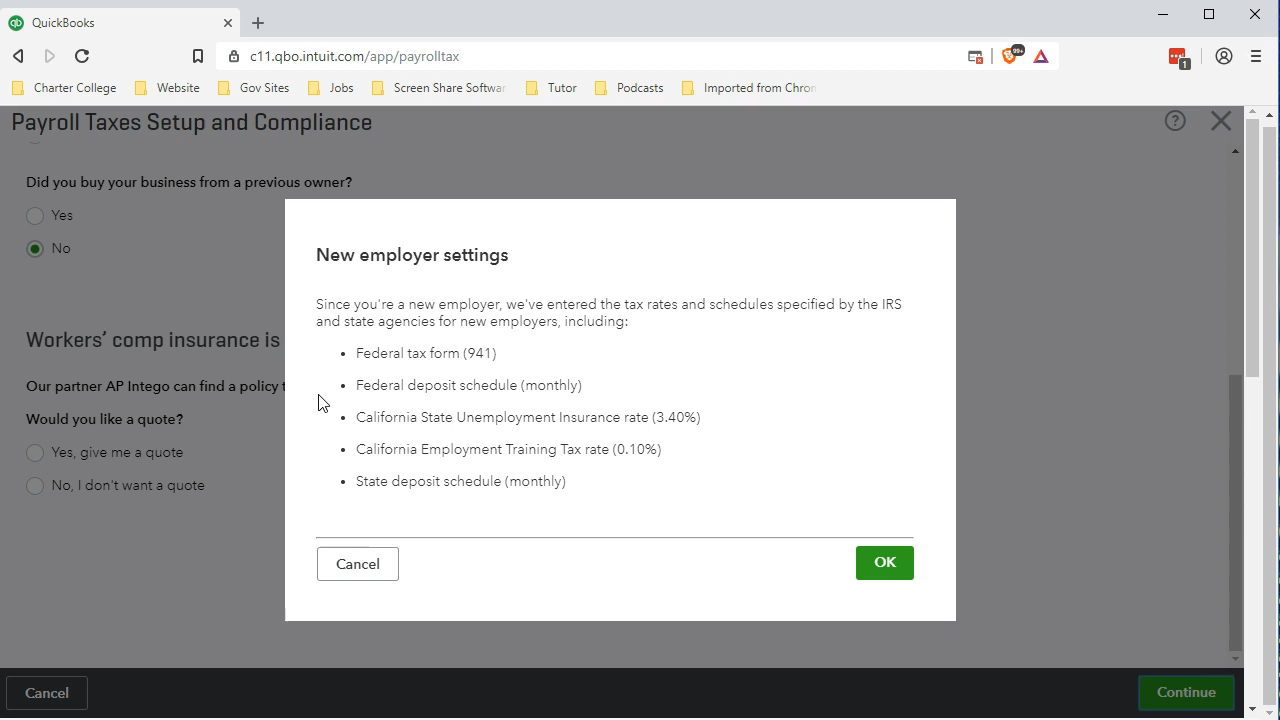 QuickBooks
c11.qbo.intuit.com/app/payrolltax
99+
1
Charter College Website Gov Sites Jobs Screen Share Softwar Tutor Podcasts Imported from Chrom
Payroll Taxes Setup and Compliance
Did you buy your business from a previous owner?
Yes
No
Workers' comp insurance is
Our partner AP Intego can find a policy t
Would you like a quote?
Yes, give me a quote
No, I don't want a quote
New employer settings
Since you're a new employer, we've entered the tax rates and schedules specified by the IRS
and state agencies for new employers, including:
• Federal tax form (941)
• Federal deposit schedule (monthly)
• California State Unemployment Insurance rate (3.40%)
• California Employment Training Tax rate (0.10%)
• State deposit schedule (monthly)
Cancel OK
Cancel Continue